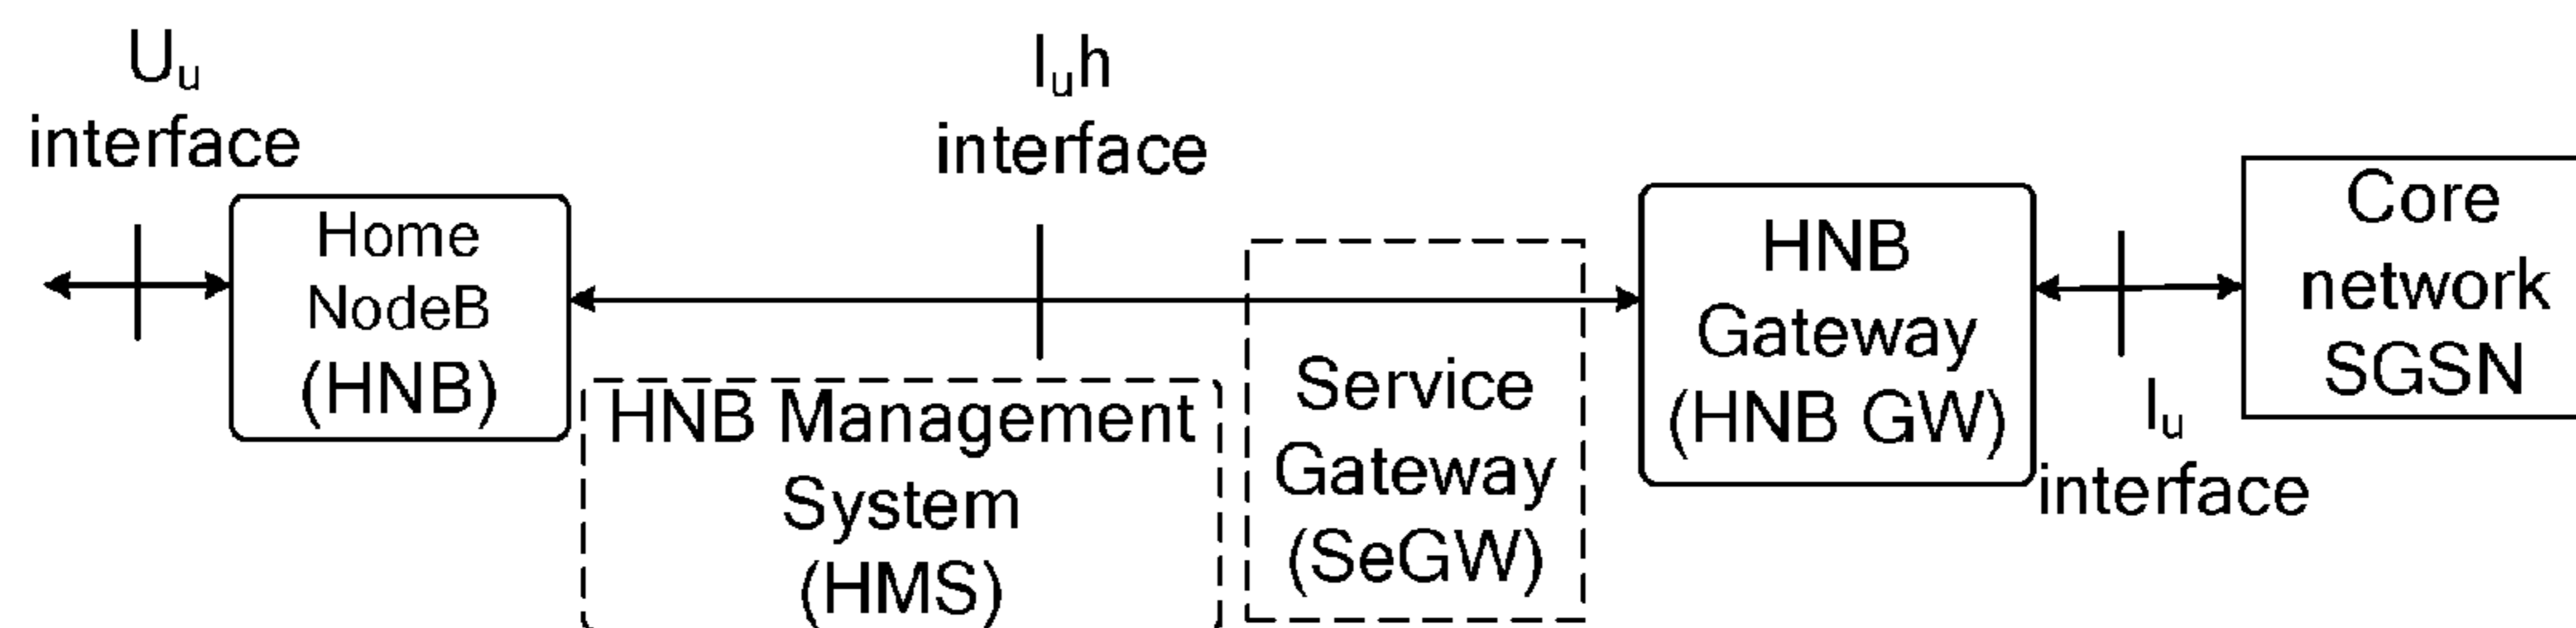 Uu
interface
Iuh
interface
Home
NodeB
(HNB)
HNB Management
System
(HMS)
Service
Gateway
(SeGW)
HNB
Gateway
(HNB GW)
Iu
interface
Core
network
SGSN